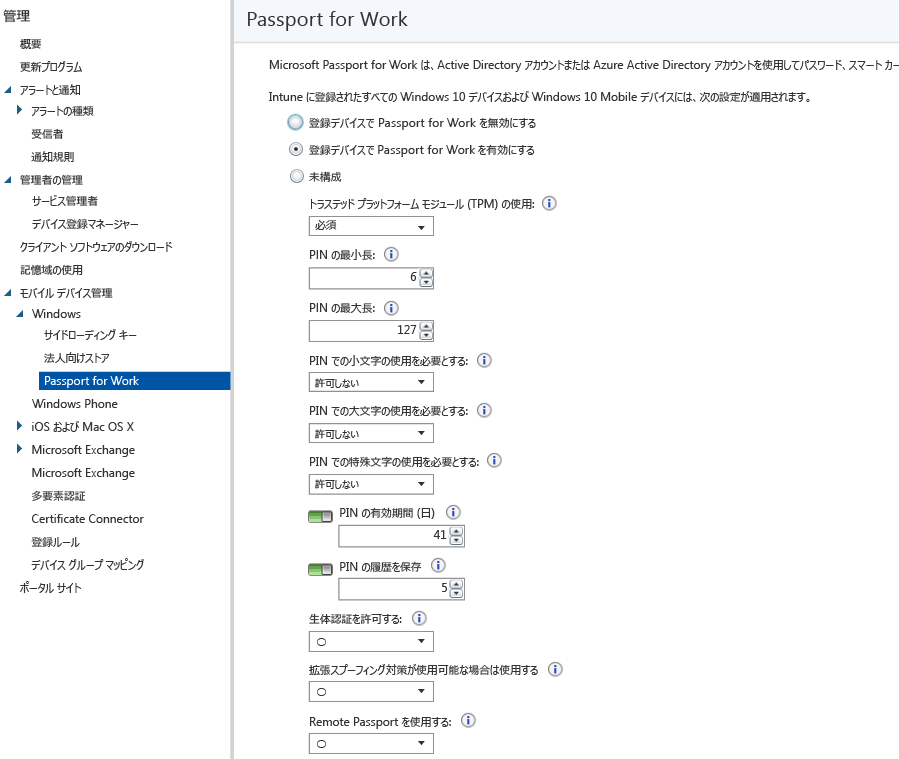 管理
概要
更新プログラム
アラートと通知
アラートの種類
受信者
通知規則
管理者の管理
サービス管理者
デバイス登録マネージャー
クライアント ソフトウェアのダウンロード
記憶域の使用
モバイル デバイス管理
Windows
サイドローディング キー
法人向けストア
Passport for Work
Windows Phone
iOS および Mac OS X
Microsoft Exchange
Microsoft Exchange
多要素認証
Certificate Connector
登録ルール
デバイス グループ マッピング
ポータル サイト
Passport for Work
Microsoft Passport for Work は、Active Directory アカウントまたは Azure Active Directory アカウントを使用してパスワード、スマート カー
Intune に登録されたすべての Windows 10 デバイスおよび Windows 10 Mobile デバイスには、次の設定が適用されます。
登録デバイスで Passport for Work を無効にする
登録デバイスで Passport for Work を有効にする
未構成
トラステッド プラットフォーム モジュール (TPM) の使用:
必須
PIN の最小長:
6
PIN の最大長:
127
PIN での小文字の使用を必要とする:
許可しない
PIN での大文字の使用を必要とする:
許可しない
PIN での特殊文字の使用を必要とする:
許可しない
PIN の有効期間 (日)
41
PIN の履歴を保存
5
生体認証を許可する:
○
拡張スプーフィング対策が使用可能な場合は使用する
○
Remote Passport を使用する:
○